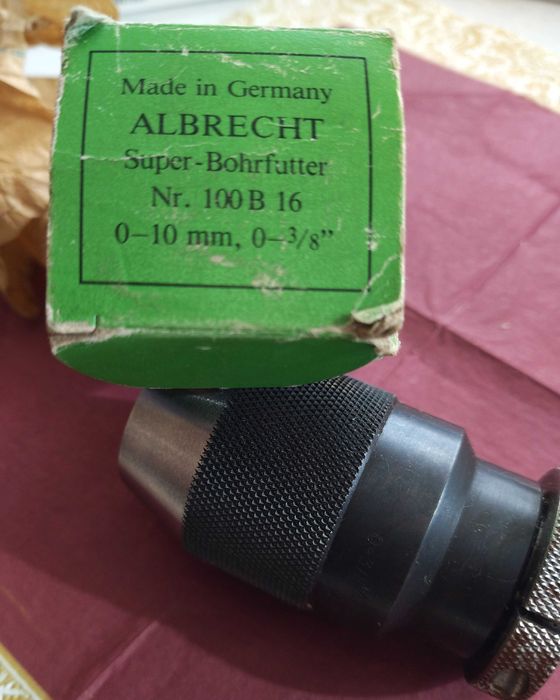 Made in Germany
ALBRECHT
Super-Bohrfutter
Nr. 100 B 16
0–10 mm, 0–3/8”